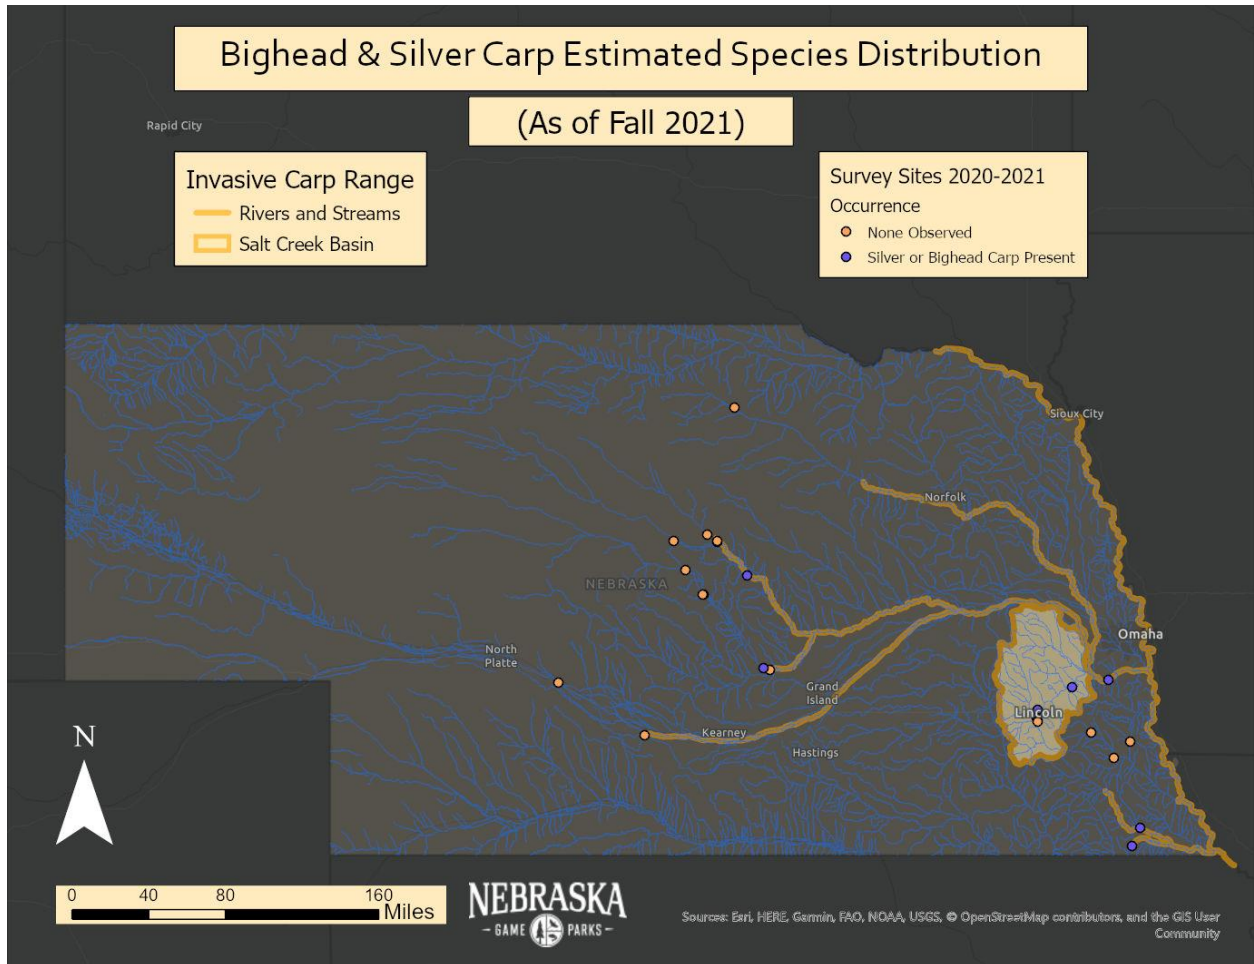 Bighead & Silver Carp Estimated Species Distribution
(As of Fall 2021)
Rapid City
Invasive Carp Range
Rivers and Streams
Salt Creek Basin
Survey Sites 2020-2021
Occurrence
None Observed
Silver or Bighead Carp Present
Sioux City
Norfolk
NEBRASKA
Omaha
North
Platte
Grand
Island
Lincoln
Kearney
Hastings
N
0 40 80 160
Miles
NEBRASKA
- GAME PARKS -
Sources: Esri, HERE, Garmin, FAO, NOAA, USGS, © OpenStreetMap contributors, and the GIS User
Community